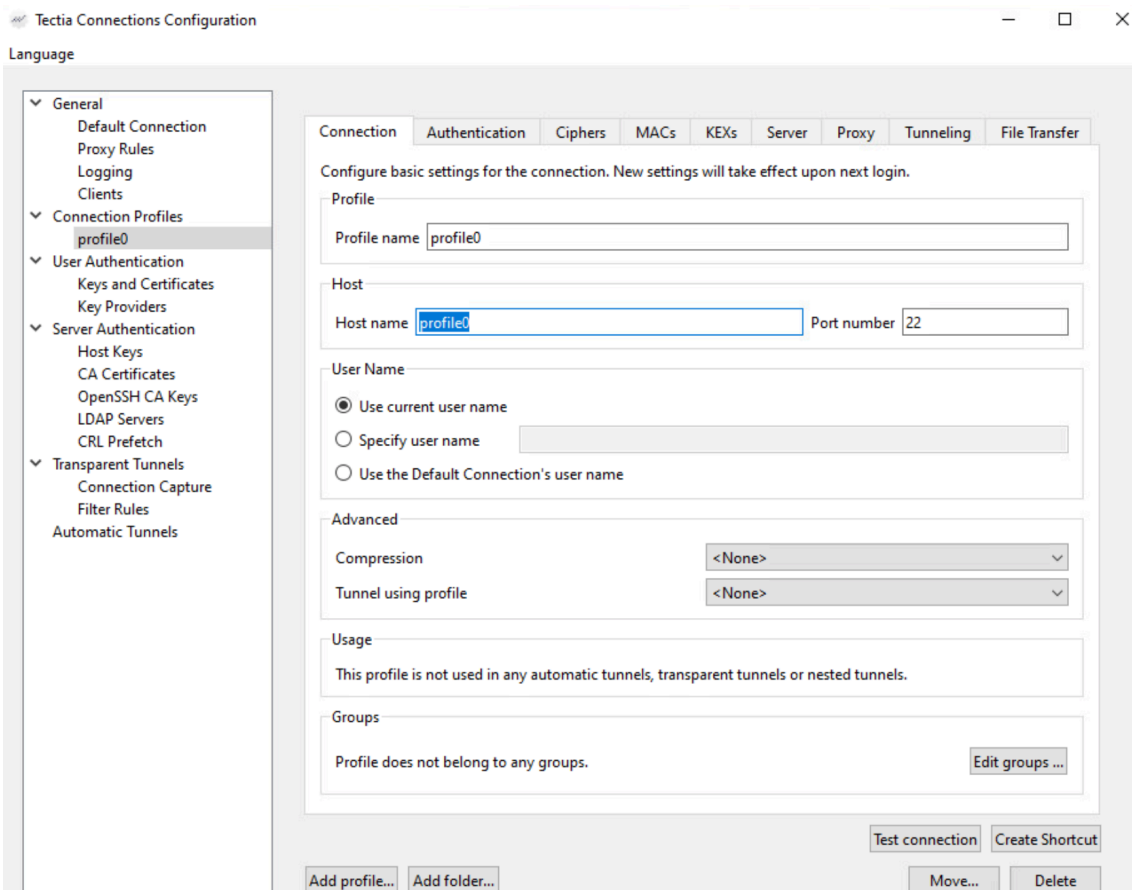 Tectia Connections Configuration
Language
General
Default Connection
Proxy Rules
Logging
Clients
Connection Profiles
profile0
User Authentication
Keys and Certificates
Key Providers
Server Authentication
Host Keys
CA Certificates
OpenSSH CA Keys
LDAP Servers
CRL Prefetch
Transparent Tunnels
Connection Capture
Filter Rules
Automatic Tunnels
Connection Authentication Ciphers MACs KEXs Server Proxy Tunneling File Transfer
Configure basic settings for the connection. New settings will take effect upon next login.
Profile
Profile name profile0
Host
Host name profile0 Port number 22
User Name
Use current user name
Specify user name
Use the Default Connection's user name
Advanced
Compression <None>
Tunnel using profile <None>
Usage
This profile is not used in any automatic tunnels, transparent tunnels or nested tunnels.
Groups
Profile does not belong to any groups. Edit groups ...
Test connection Create Shortcut
Add profile... Add folder... Move... Delete